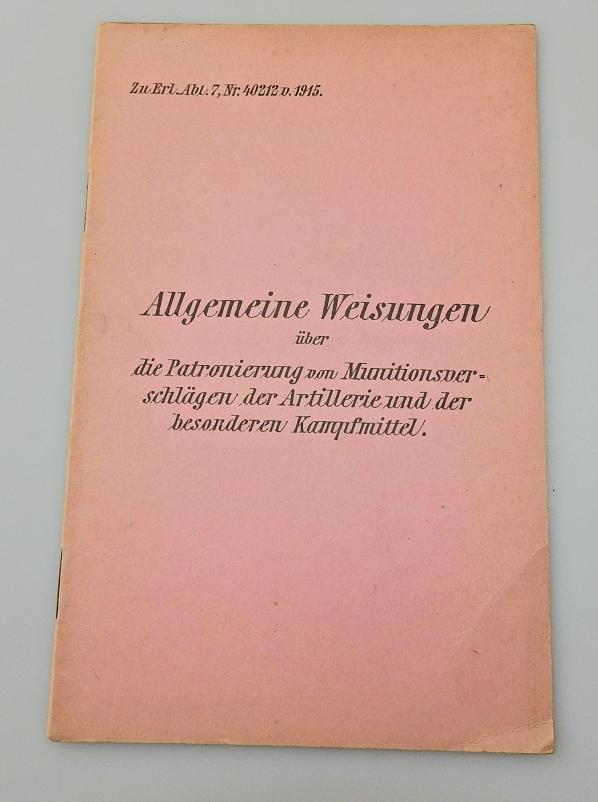 Zu Erl. Abt. 7, Nr. 40212 v. 1915.
Allgemeine Weisungen
über
die Patronierung von Munitionsver=
schlägen der Artillerie und der
besonderen Kampfmittel.